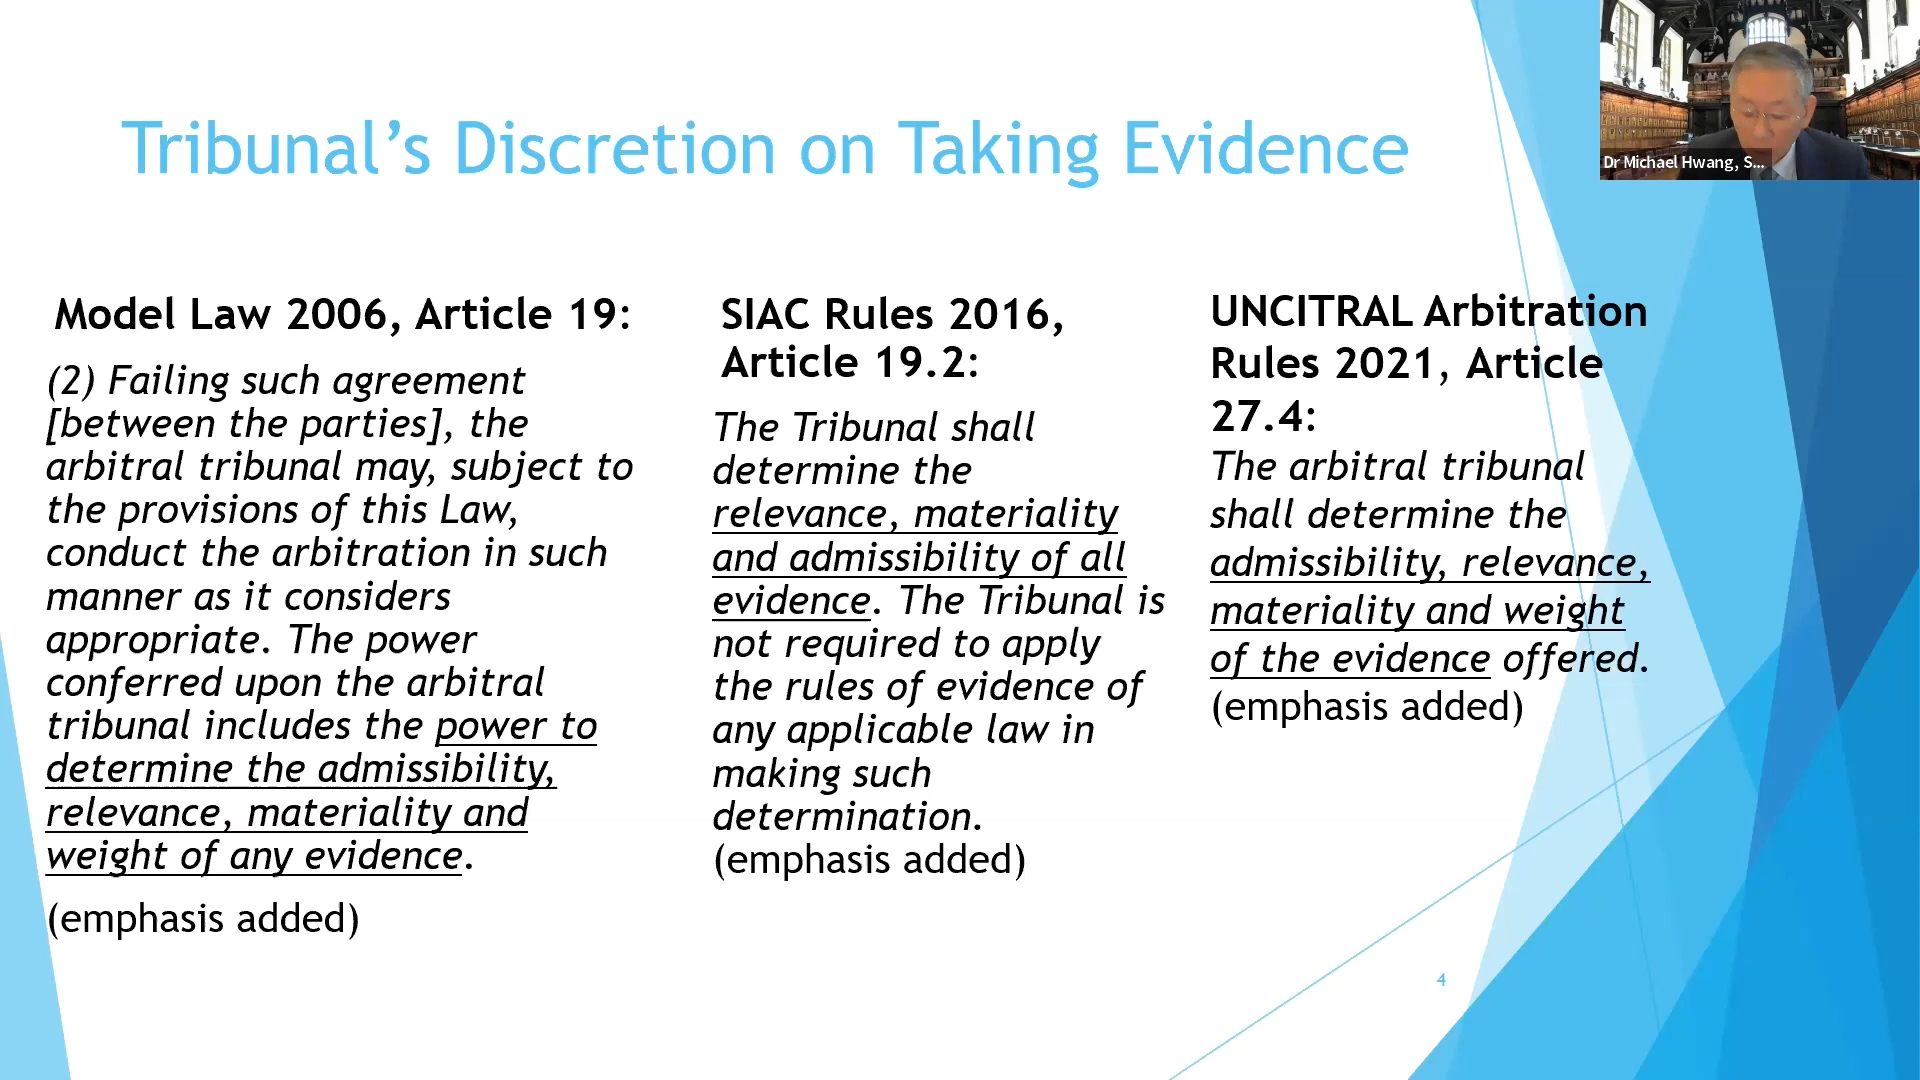 Tribunal’s Discretion on Taking Evidence
Dr Michael Hwang, S...
Model Law 2006, Article 19:
(2) Failing such agreement
[between the parties], the
arbitral tribunal may, subject to
the provisions of this Law,
conduct the arbitration in such
manner as it considers
appropriate. The power
conferred upon the arbitral
tribunal includes the power to
determine the admissibility,
relevance, materiality and
weight of any evidence.
(emphasis added)
SIAC Rules 2016,
Article 19.2:
The Tribunal shall
determine the
relevance, materiality
and admissibility of all
evidence. The Tribunal is
not required to apply
the rules of evidence of
any applicable law in
making such
determination.
(emphasis added)
UNCITRAL Arbitration
Rules 2021, Article
27.4:
The arbitral tribunal
shall determine the
admissibility, relevance,
materiality and weight
of the evidence offered.
(emphasis added)
4